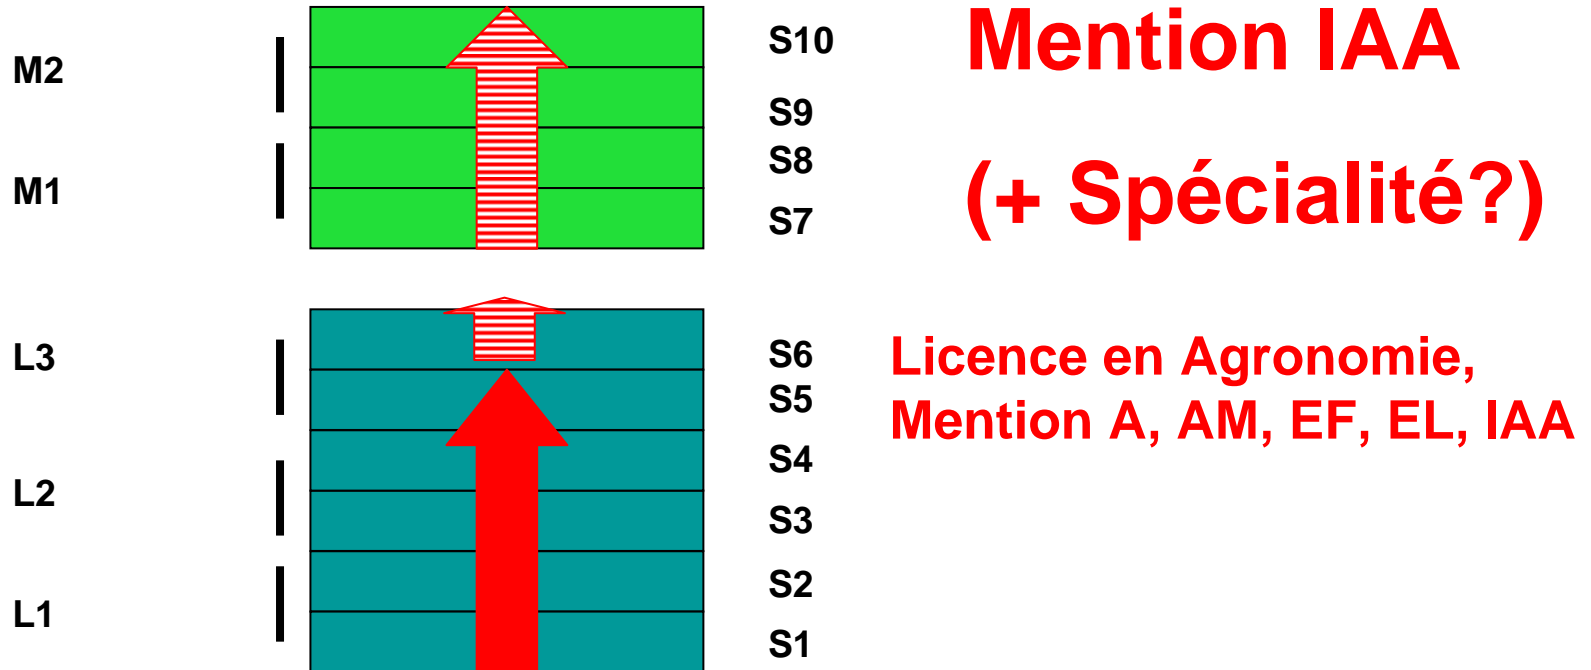 M2
S10
Mention IAA
S9
M1
S8
(+ Spécialité?)
S7
L3
S6
Licence en Agronomie,
S5
Mention A, AM, EF, EL, IAA
S4
L2
S3
S2
L1
S1